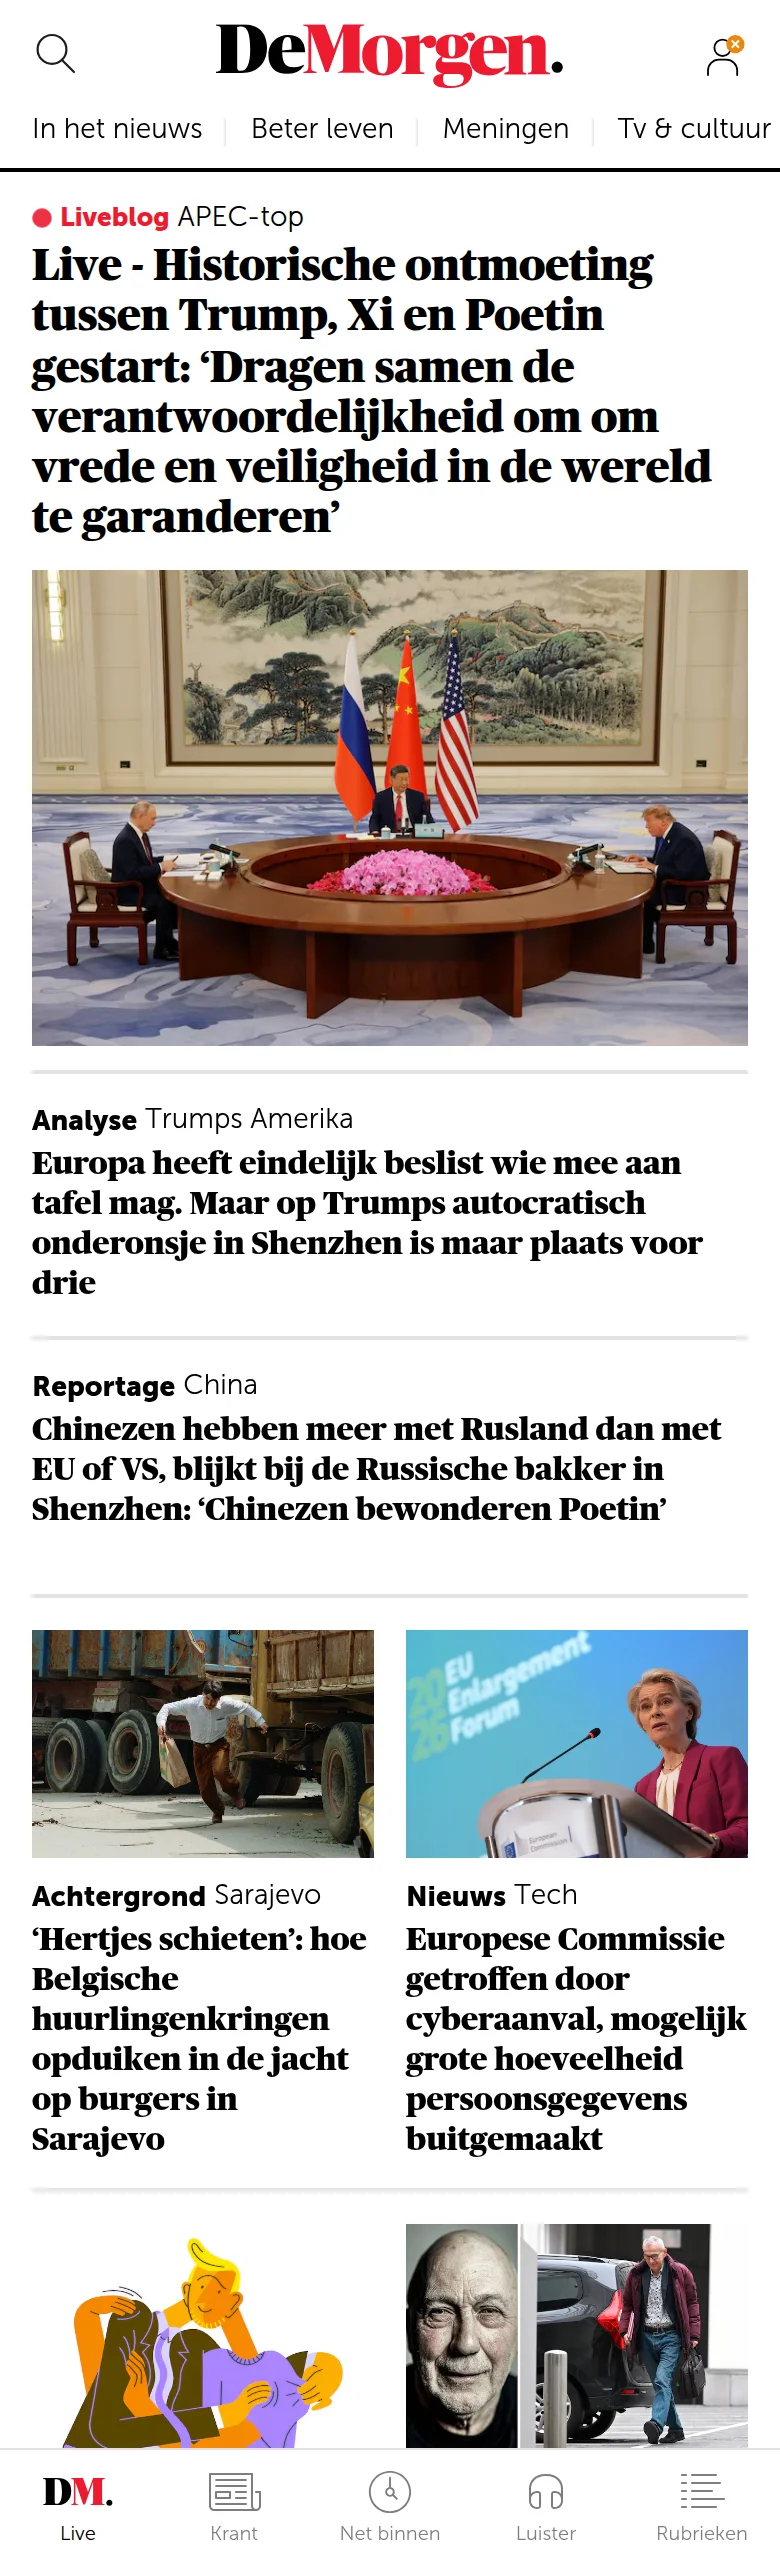 DeMorgen.
In het nieuws
Beter leven
Meningen
Tv & cultuur
Liveblog APEC-top
Live - Historische ontmoeting
tussen Trump, Xi en Poetin
gestart: ‘Dragen samen de
verantwoordelijkheid om om
vrede en veiligheid in de wereld
te garanderen’
Analyse Trumps Amerika
Europa heeft eindelijk beslist wie mee aan
tafel mag. Maar op Trumps autocratisch
onderonsje in Shenzhen is maar plaats voor
drie
Reportage China
Chinezen hebben meer met Rusland dan met
EU of VS, blijkt bij de Russische bakker in
Shenzhen: ‘Chinezen bewonderen Poetin’
2026
EU
Enlargement
Forum
European
Commission
Achtergrond Sarajevo
‘Hertjes schieten’: hoe
Belgische
huurlingenkringen
opduiken in de jacht
op burgers in
Sarajevo
Nieuws Tech
Europese Commissie
getroffen door
cyberaanval, mogelijk
grote hoeveelheid
persoonsgegevens
buitgemaakt
DM.
Live
Krant
Net binnen
Luister
Rubrieken